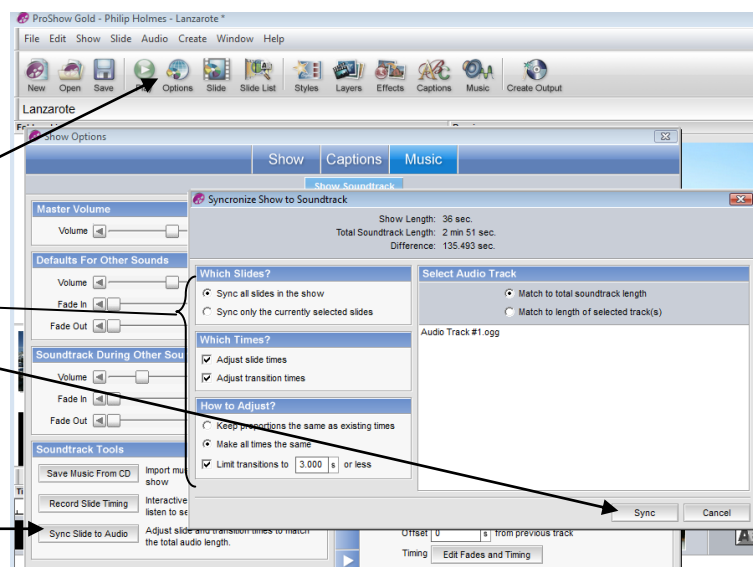 ProShow Gold - Philip Holmes - Lanzarote *
File Edit Show Slide Audio Create Window Help
New Open Save Play Options Slide Slide List Styles Layers Effects Captions Music Create Output
Lanzarote
Show Options
Show Captions Music
Show Soundtrack
Syncronize Show to Soundtrack
Show Length: 36 sec.
Total Soundtrack Length: 2 min 51 sec.
Difference: 135.493 sec.
Master Volume
Volume
Defaults For Other Sounds
Volume
Fade In
Fade Out
Soundtrack During Other Sou
Volume
Fade In
Fade Out
Soundtrack Tools
Save Music From CD Import mu
show
Record Slide Timing Interactive
listen to se
Sync Slide to Audio Adjust slide and transition times to match
the total audio length.
Which Slides?
Sync all slides in the show
Sync only the currently selected slides
Which Times?
Adjust slide times
Adjust transition times
How to Adjust?
Keep proportions the same as existing times
Make all times the same
Limit transitions to 3.000 s or less
Select Audio Track
Match to total soundtrack length
Match to length of selected track(s)
Audio Track #1.ogg
Sync Cancel
Offset 0 s from previous track
Timing Edit Fades and Timing